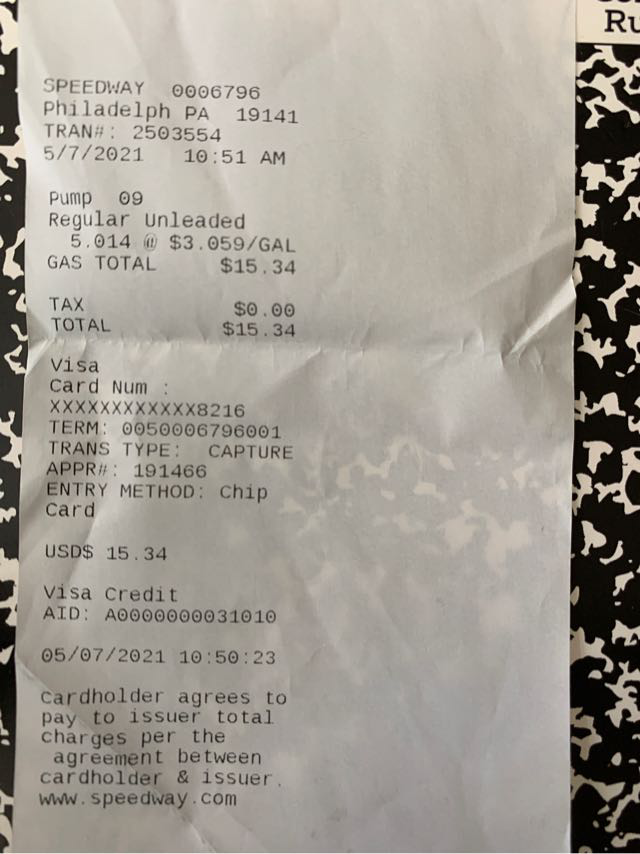 Ru
SPEEDWAY 0006796
Philadelph PA 19141
TRAN#: 2503554
5/7/2021 10:51 AM
Pump 09
Regular Unleaded
5.014 @ $3.059/GAL
GAS TOTAL $15.34
TAX $0.00
TOTAL $15.34
Visa
Card Num :
XXXXXXXXXXXX8216
TERM: 0050006796001
TRANS TYPE: CAPTURE
APPR#: 191466
ENTRY METHOD: Chip
Card
USD$ 15.34
Visa Credit
AID: A0000000031010
05/07/2021 10:50:23
Cardholder agrees to
pay to issuer total
charges per the
agreement between
cardholder & issuer.
www.speedway.com